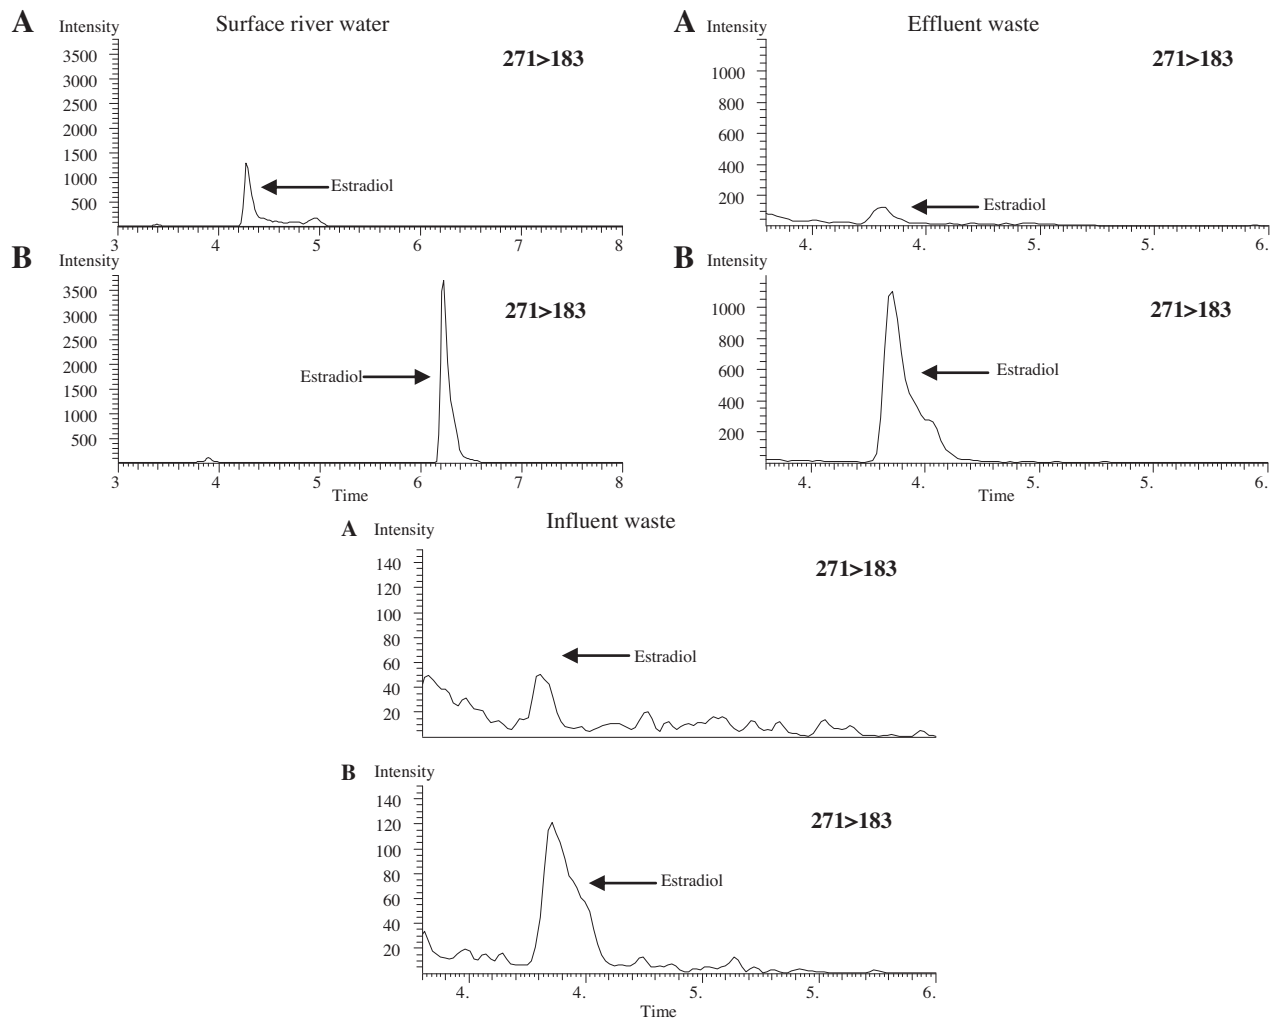 A Intensity Surface river water
271>183
3500
3000
2500
2000
1500
1000
500
Estradiol
3 4 5 6 7 8
B Intensity
271>183
3500
3000
2500
2000
1500
1000
500
Estradiol
3 4 5 6 7 8
Time
A Intensity Effluent waste
271>183
1000
800
600
400
200
Estradiol
4. 4. 5. 5. 6.
B Intensity
271>183
1000
800
600
400
200
Estradiol
4. 4. 5. 5. 6.
Time
A Intensity Influent waste
271>183
140
120
100
80
60
40
20
Estradiol
B Intensity
271>183
140
120
100
80
60
40
20
Estradiol
4. 4. 5. 5. 6.
Time